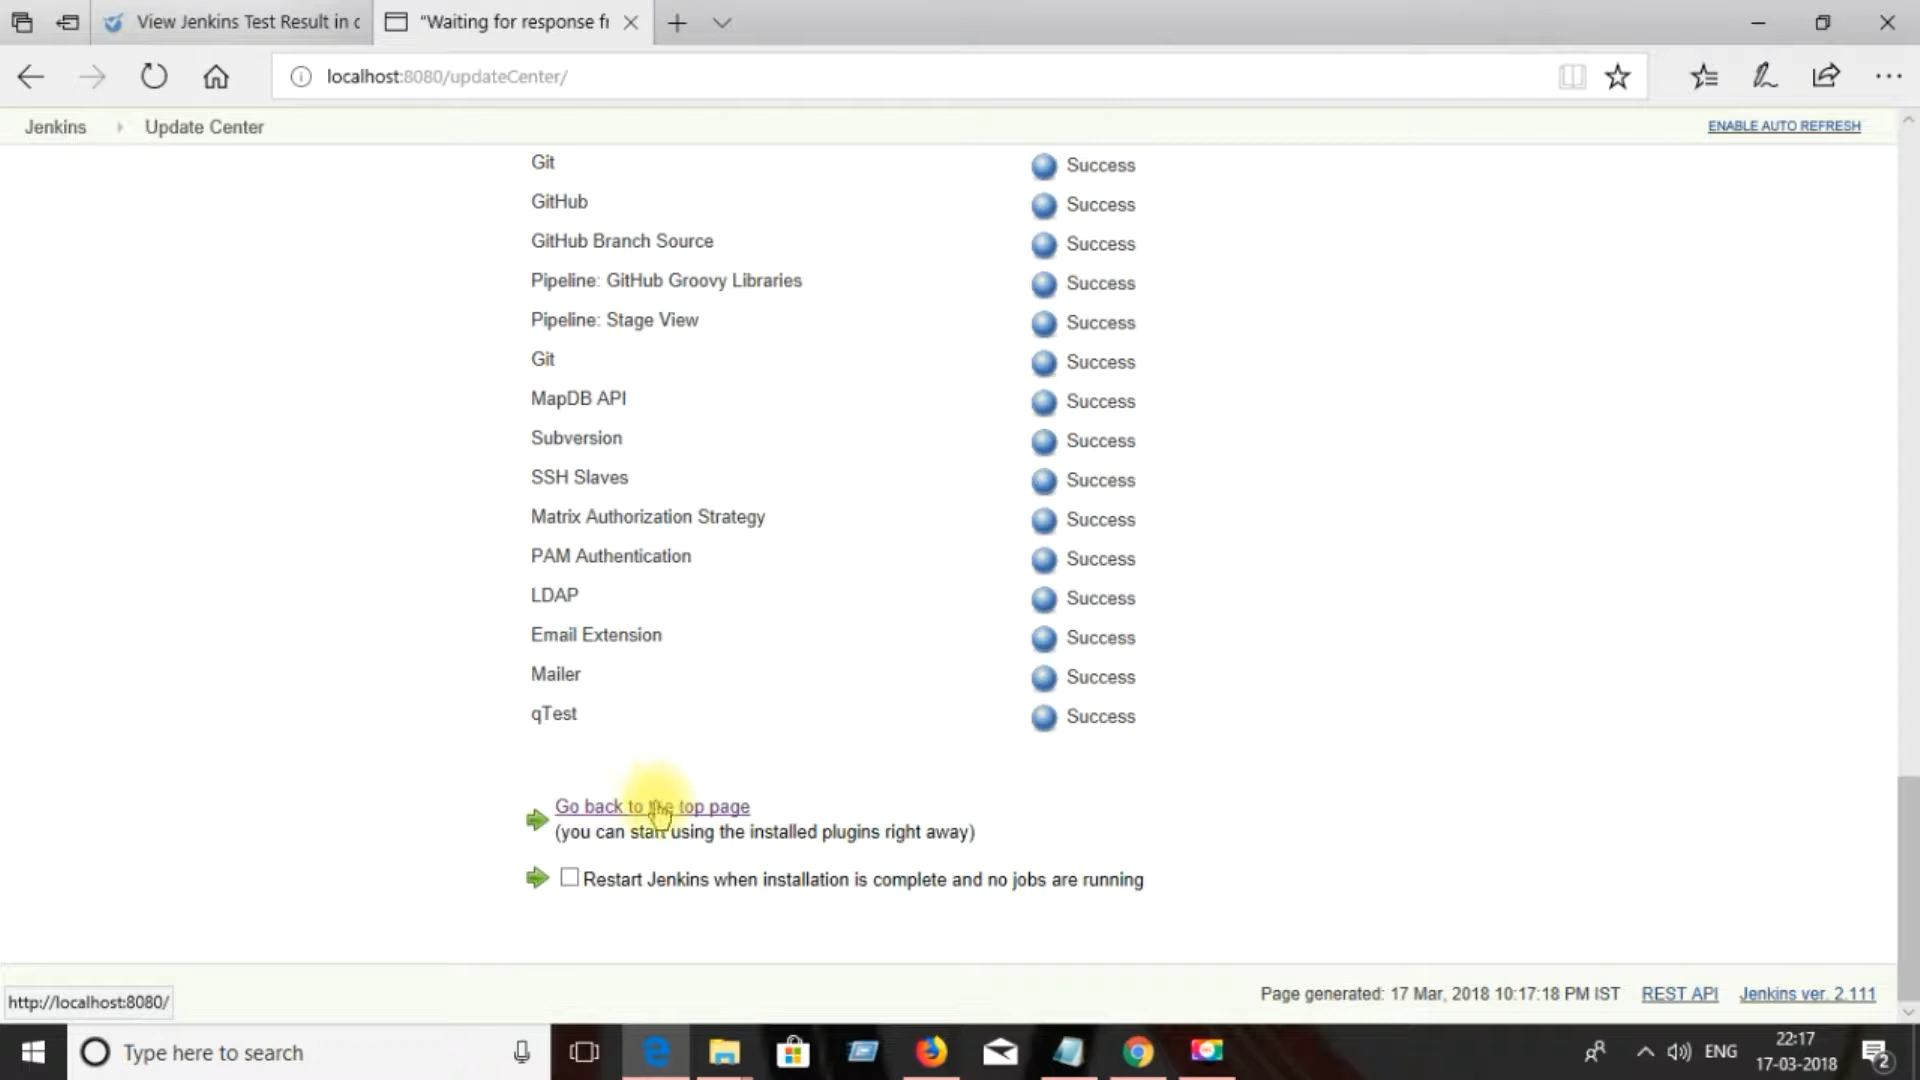 View Jenkins Test Result in c
"Waiting for response fr
localhost:8080/updateCenter/
Jenkins
Update Center
ENABLE AUTO REFRESH
Git Success
GitHub Success
GitHub Branch Source Success
Pipeline: GitHub Groovy Libraries Success
Pipeline: Stage View Success
Git Success
MapDB API Success
Subversion Success
SSH Slaves Success
Matrix Authorization Strategy Success
PAM Authentication Success
LDAP Success
Email Extension Success
Mailer Success
qTest Success
Go back to the top page
(you can start using the installed plugins right away)
Restart Jenkins when installation is complete and no jobs are running
http://localhost:8080/
Page generated: 17 Mar, 2018 10:17:18 PM IST REST API Jenkins ver. 2.111
Type here to search
ENG
22:17
17-03-2018
2